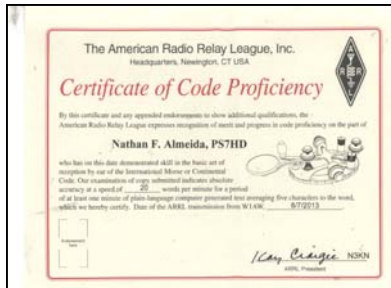 The American Radio Relay League, Inc.
Headquarters, Newington, CT USA
Certificate of Code Proficiency
By this certificate and any appended endorsements to show additional qualifications, the
American Radio Relay League expresses recognition of merit and progress in code proficiency on the part of
Nathan F. Almeida, PS7HD
who has on this date demonstrated skill in the basic set of
reception by ear of the International Morse or Continental
Code. Our examination of copy submitted indicates absolute
accuracy at a speed of 20 words per minute for a period
of at least one minute of plain-language computer generated text averaging five characters to the word,
which we hereby certify. Date of the ARRL transmission from W1AW, 6/7/2013
Endorsement
here
Kay Craigie N3KN
ARRL President
A
R R
L